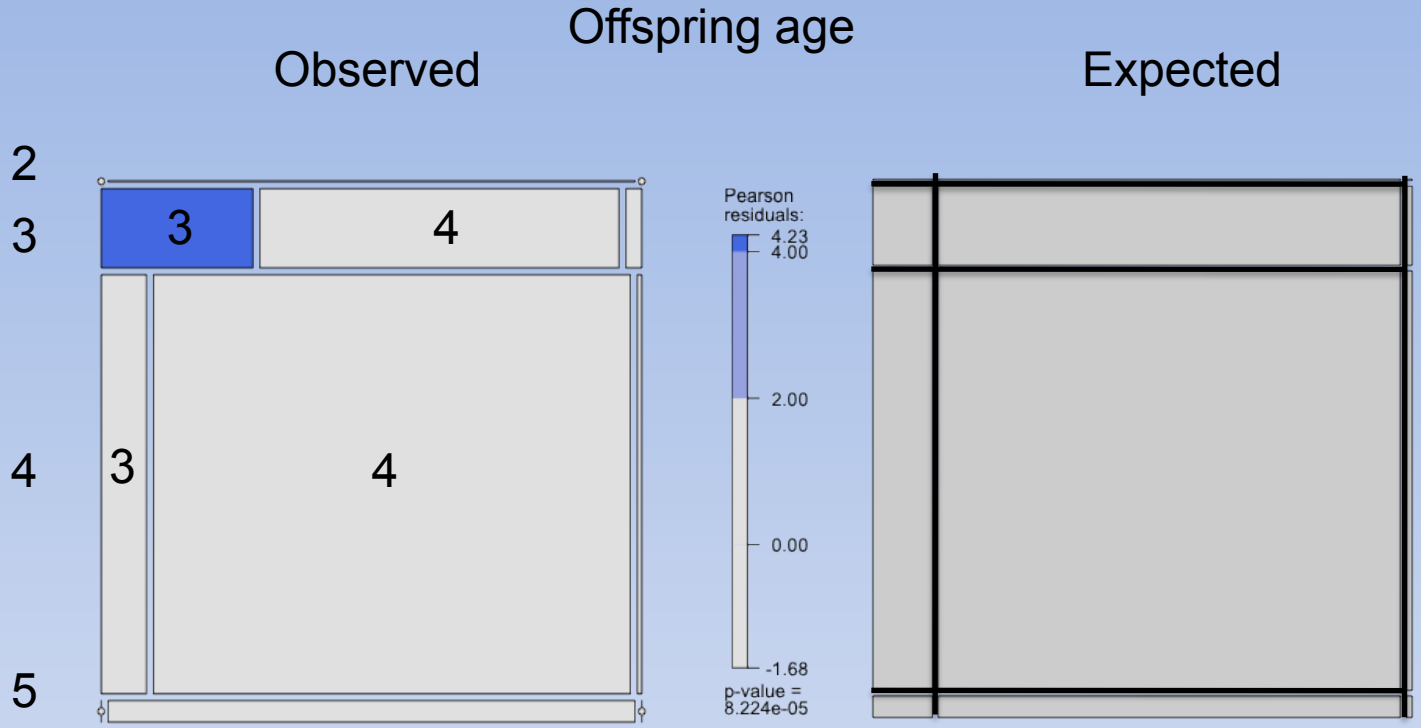 Offspring age
Observed
Expected
2
3
4
5
3
4
3
4
Pearson
residuals:
4.23
4.00
2.00
0.00
-1.68
p-value =
8.224e-05